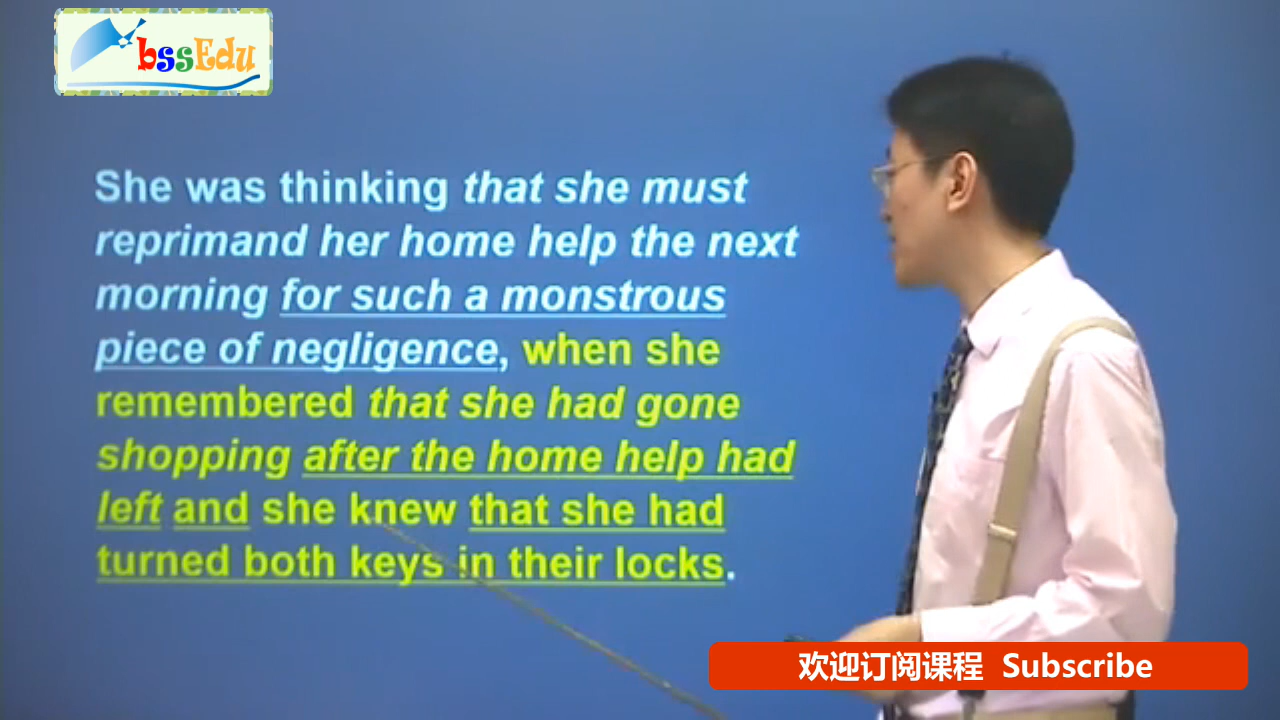 bssEdu
She was thinking that she must
reprimand her home help the next
morning for such a monstrous
piece of negligence, when she
remembered that she had gone
shopping after the home help had
left and she knew that she had
turned both keys in their locks.
欢迎订阅课程 Subscribe